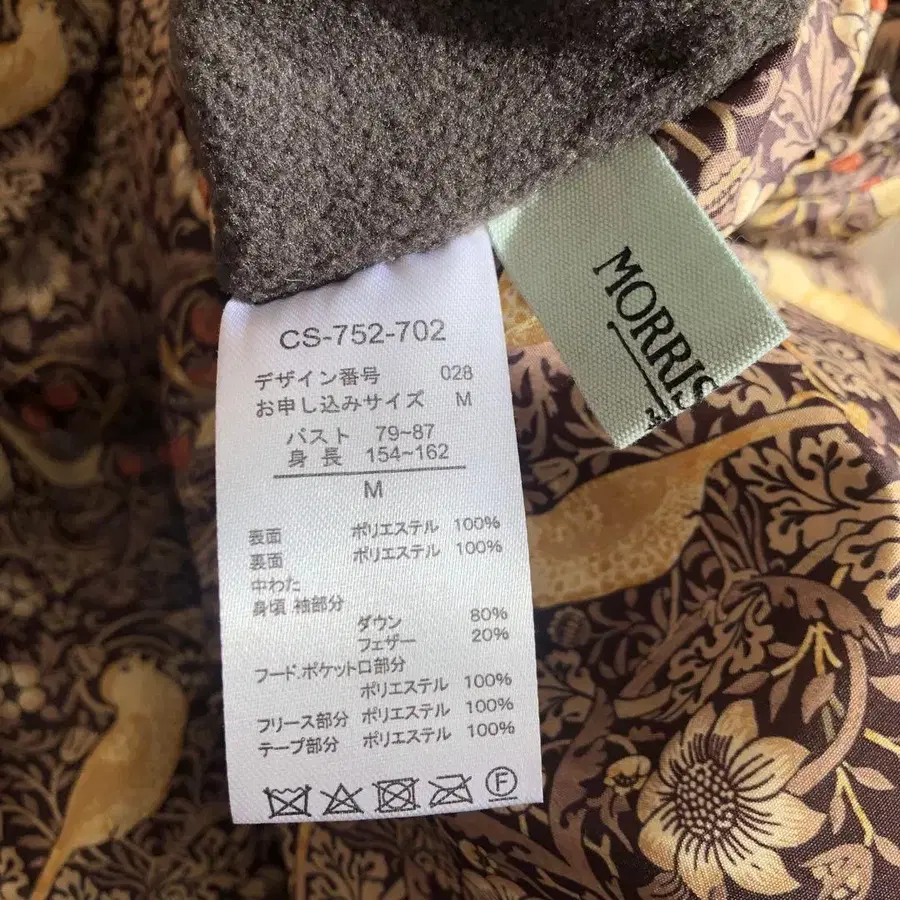 CS-752-702
デザイン番号 028
お申し込みサイズ M
バスト 79~87
身長 154~162
M
表面 ポリエステル 100%
裏面 ポリエステル 100%
中わた
身頃 袖部分
ダウン 80%
フェザー 20%
フード.ポケット口部分
ポリエステル 100%
フリース部分 ポリエステル 100%
テープ部分 ポリエステル 100%
F
MORRIS